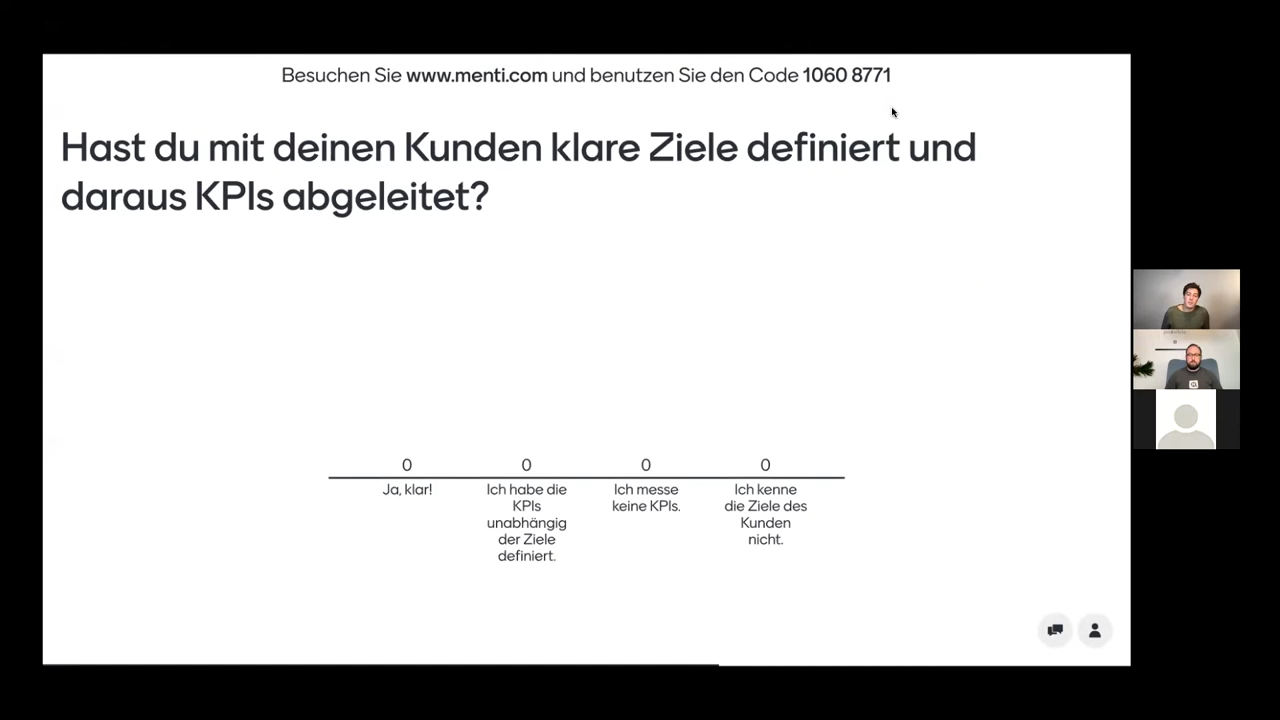 Besuchen Sie www.menti.com und benutzen Sie den Code 1060 8771
Hast du mit deinen Kunden klare Ziele definiert und
daraus KPIs abgeleitet?
0
0
0
0
Ja, klar!
Ich habe die
KPIs
unabhängig
der Ziele
definiert.
Ich messe
keine KPIs.
Ich kenne
die Ziele des
Kunden
nicht.